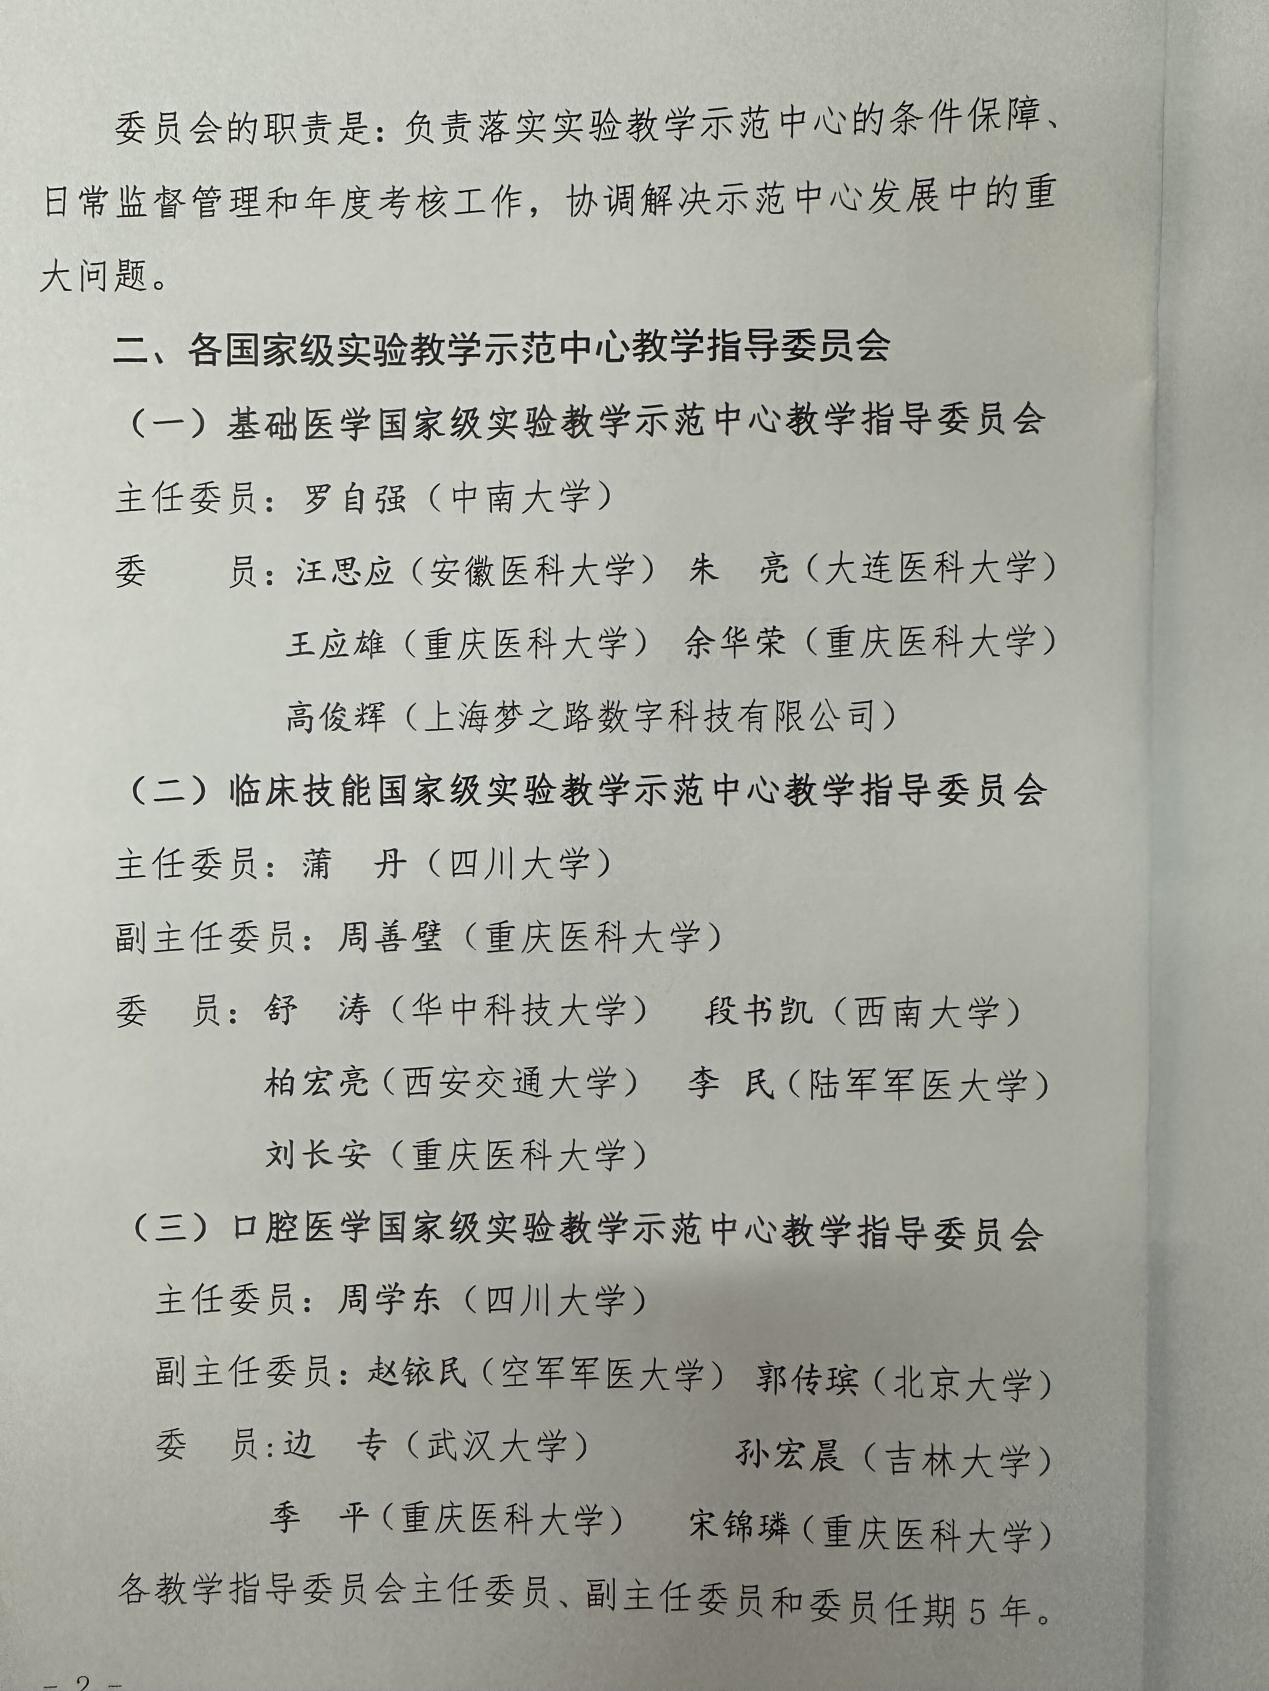 委员会的职责是：负责落实实验教学示范中心的条件保障、
日常监督管理和年度考核工作，协调解决示范中心发展中的重
大问题。
二、各国家级实验教学示范中心教学指导委员会
（一）基础医学国家级实验教学示范中心教学指导委员会
主任委员：罗自强（中南大学）
委　　员：汪思应（安徽医科大学） 朱　亮（大连医科大学）
王应雄（重庆医科大学） 余华荣（重庆医科大学）
高俊辉（上海梦之路数字科技有限公司）
（二）临床技能国家级实验教学示范中心教学指导委员会
主任委员：蒲　丹（四川大学）
副主任委员：周善璧（重庆医科大学）
委　员：舒　涛（华中科技大学） 段书凯（西南大学）
柏宏亮（西安交通大学） 李 民（陆军军医大学）
刘长安（重庆医科大学）
（三）口腔医学国家级实验教学示范中心教学指导委员会
主任委员：周学东（四川大学）
副主任委员：赵铱民（空军军医大学） 郭传瑸（北京大学）
委　员：边　专（武汉大学） 孙宏晨（吉林大学）
季　平（重庆医科大学） 宋锦璘（重庆医科大学）
各教学指导委员会主任委员、副主任委员和委员任期5年。
- 2 -